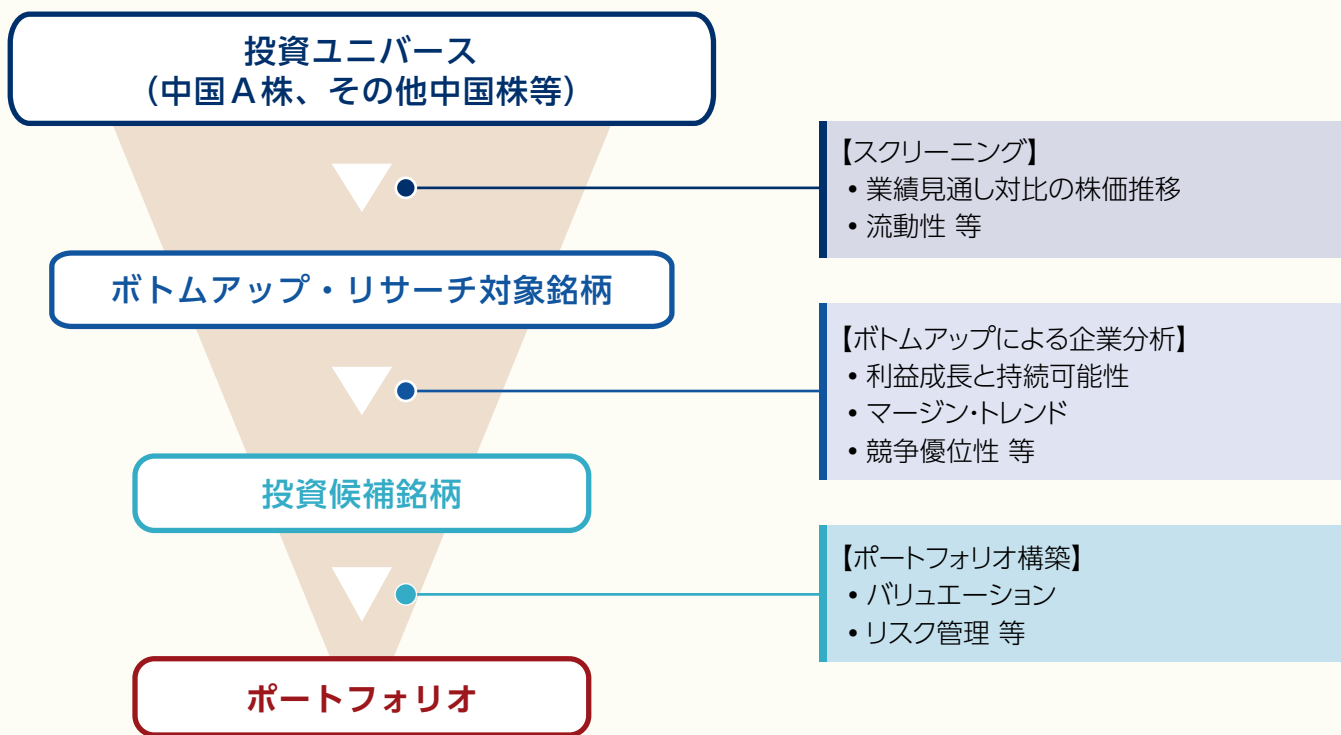 投資ユニバース
（中国A株、その他中国株等）
【スクリーニング】
• 業績見通し対比の株価推移
• 流動性 等
ボトムアップ・リサーチ対象銘柄
【ボトムアップによる企業分析】
• 利益成長と持続可能性
• マージン・トレンド
• 競争優位性 等
投資候補銘柄
【ポートフォリオ構築】
• バリュエーション
• リスク管理 等
ポートフォリオ